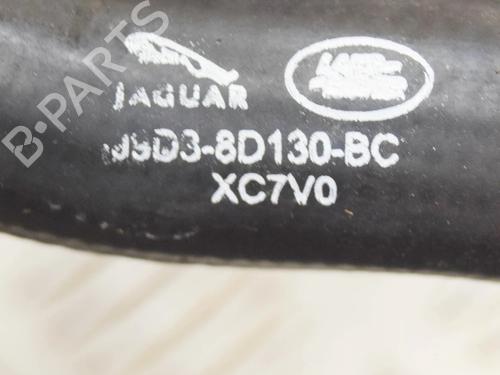 JAGUAR
LAND-
ROVER
J9D3-8D130-BC
XC7V0
B-PARTS